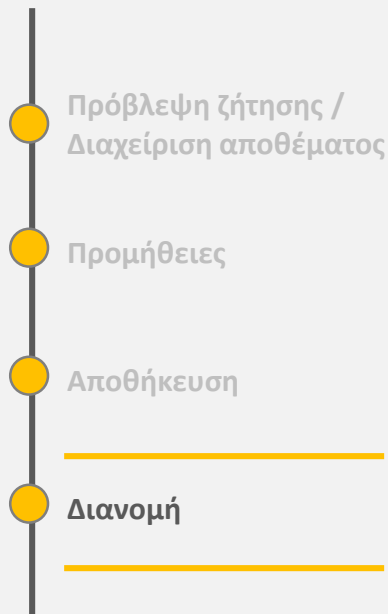 Πρόβλεψη ζήτησης /
Διαχείριση αποθέματος
Προμήθειες
Αποθήκευση
Διανομή